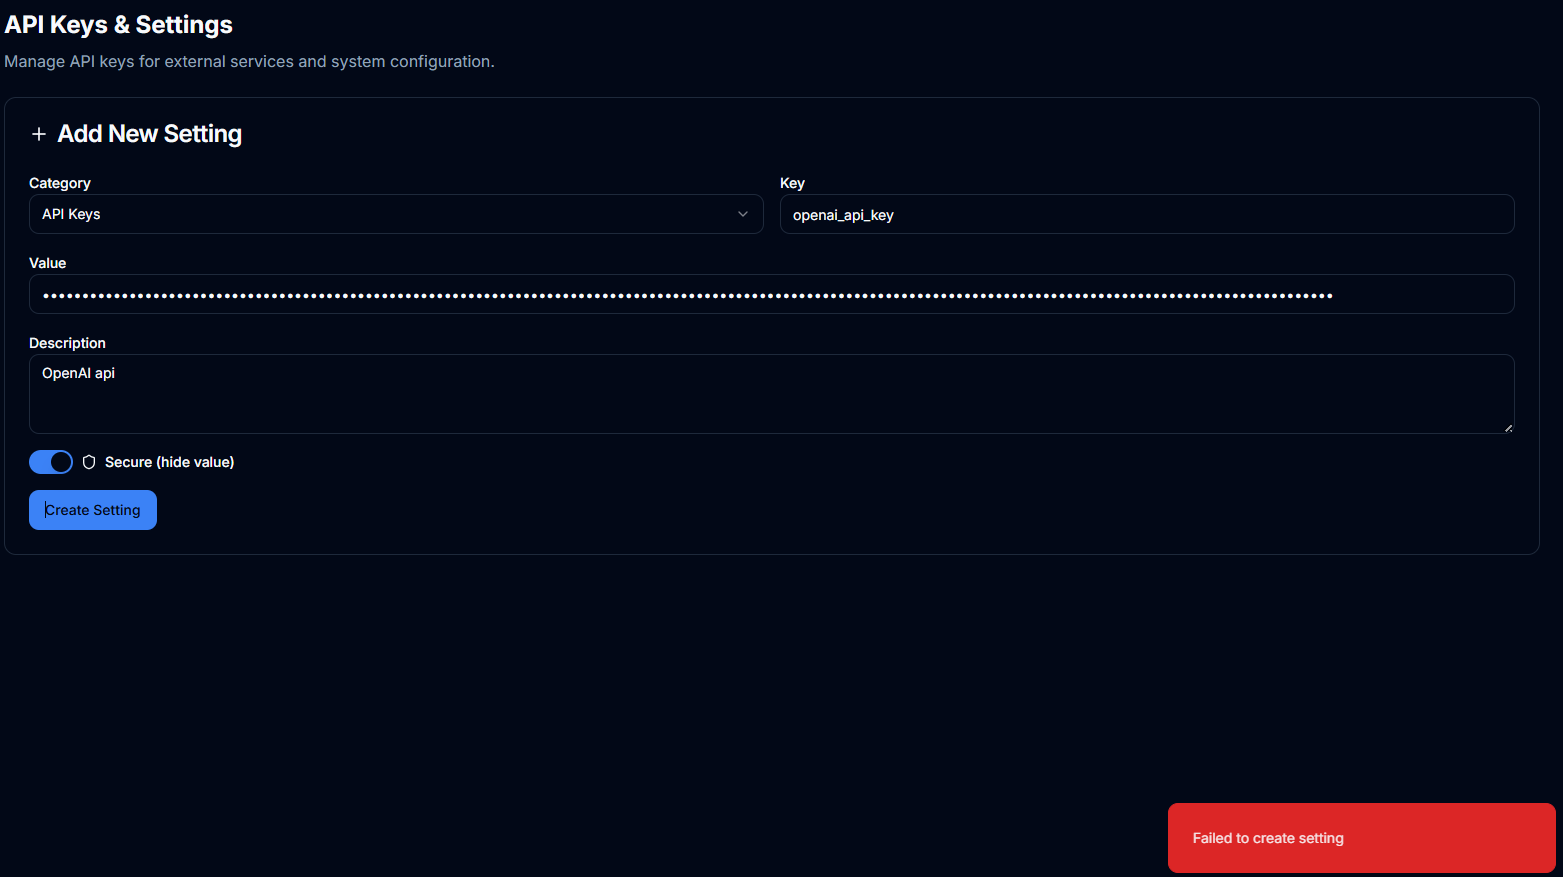 API Keys & Settings
Manage API keys for external services and system configuration.
Add New Setting
Category
API Keys
Key
openai_api_key
Value
Description
OpenAI api
Secure (hide value)
Create Setting
Failed to create setting